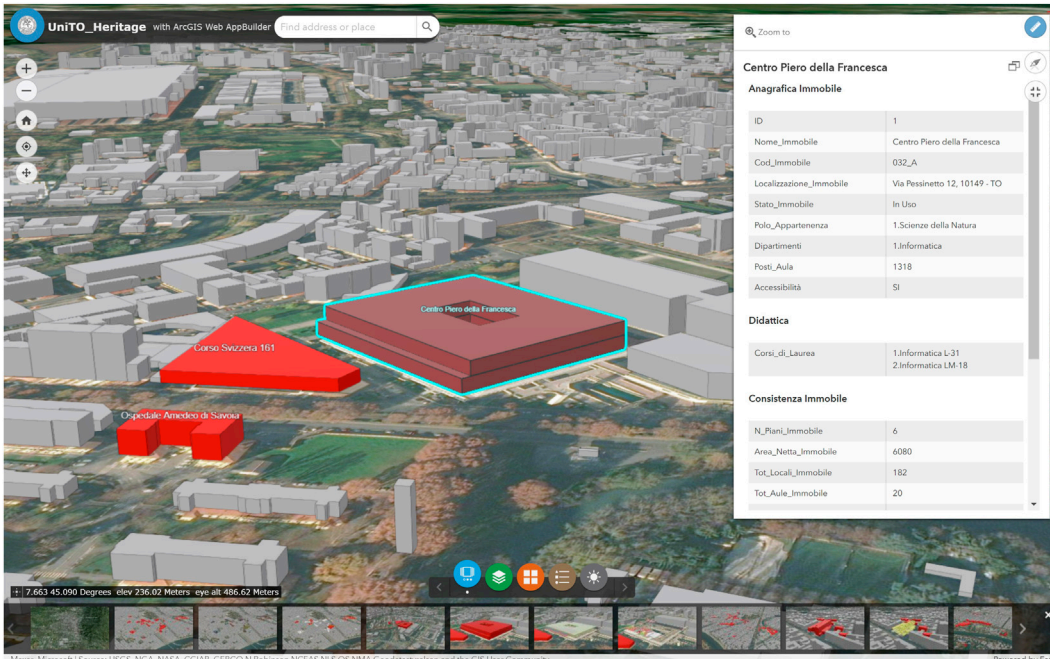 UniTO_Heritage with ArcGIS Web AppBuilder Find address or place
Zoom to
Centro Piero della Francesca
Anagrafica Immobile
ID 1
Nome_Immobile Centro Piero della Francesca
Cod_Immobile 032_A
Localizzazione_Immobile Via Pessinetto 12, 10149 - TO
Stato_Immobile In Uso
Polo_Appartenenza 1.Scienze della Natura
Dipartimenti 1.Informatica
Posti_Aula 1318
Accessibilità SI
Didattica
Corsi_di_Laurea 1.Informatica L-31
2.Informatica LM-18
Consistenza Immobile
N_Piani_Immobile 6
Area_Netta_Immobile 6080
Tot_Locali_Immobile 182
Tot_Aule_Immobile 20
Centro Piero della Francesca
Corso Svizzera 161
Ospedale Amedeo di Savoia
7.663 45.090 Degrees elev 236.02 Meters eye alt 486.62 Meters